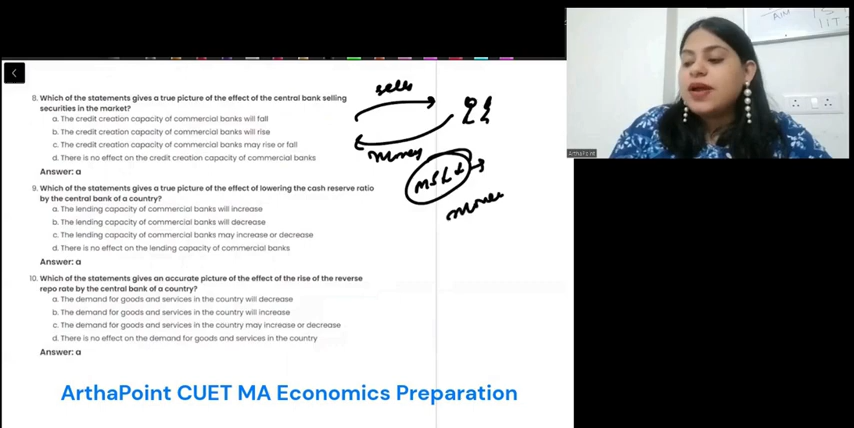 8. Which of the statements gives a true picture of the effect of the central bank selling
securities in the market?
a. The credit creation capacity of commercial banks will fall
b. The credit creation capacity of commercial banks will rise
c. The credit creation capacity of commercial banks may rise or fall
d. There is no effect on the credit creation capacity of commercial banks
Answer: a
9. Which of the statements gives a true picture of the effect of lowering the cash reserve ratio
by the central bank of a country?
a. The lending capacity of commercial banks will increase
b. The lending capacity of commercial banks will decrease
c. The lending capacity of commercial banks may increase or decrease
d. There is no effect on the lending capacity of commercial banks
Answer: a
10. Which of the statements gives an accurate picture of the effect of the rise of the reverse
repo rate by the central bank of a country?
a. The demand for goods and services in the country will decrease
b. The demand for goods and services in the country will increase
c. The demand for goods and services in the country may increase or decrease
d. There is no effect on the demand for goods and services in the country
Answer: a
sells
money
ArthaPoint CUET MA Economics Preparation
ArthaPoint
AIM
IIT